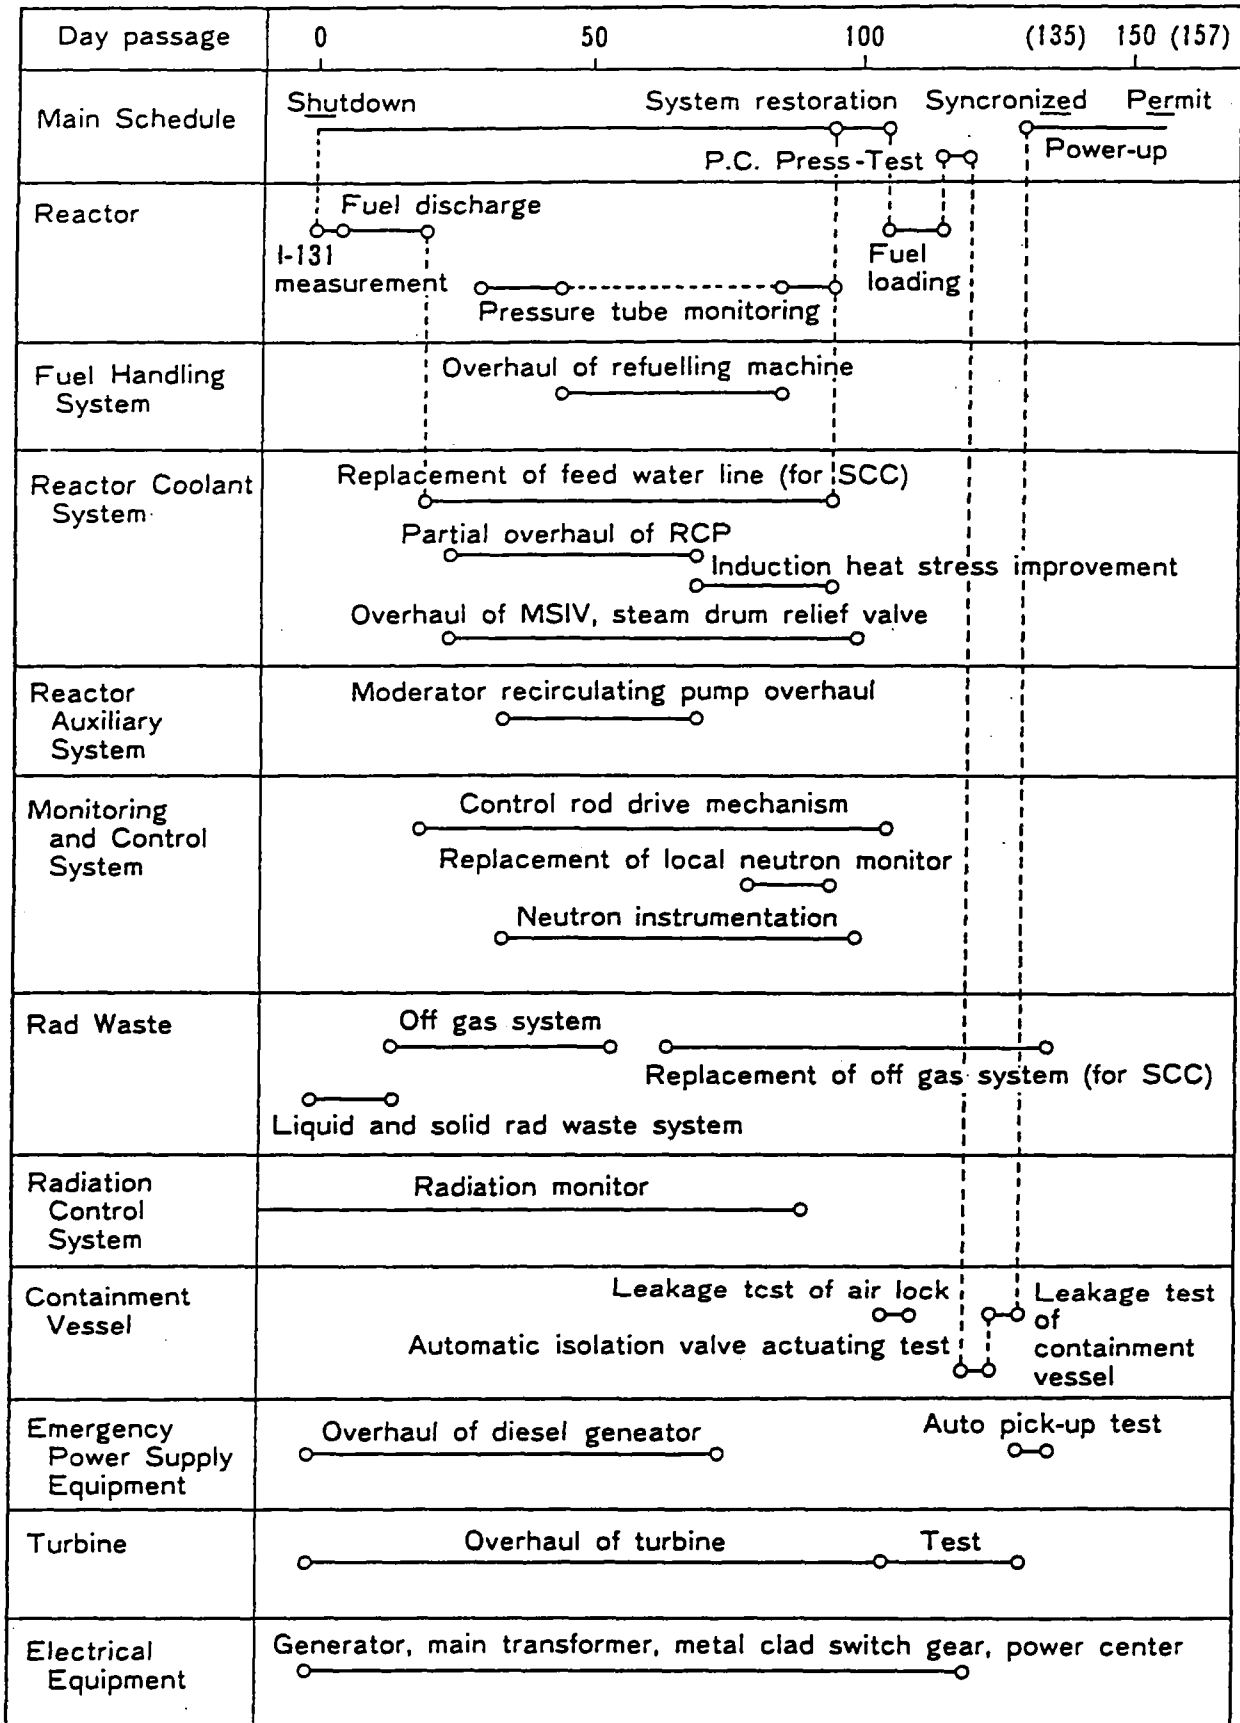 Day passage 0 50 100 (135) 150 (157)
Main Schedule
Shutdown System restoration Syncronized Permit
P.C. Press-Test Power-up
Reactor
Fuel discharge
I-131
measurement
Fuel
loading
Pressure tube monitoring
Fuel Handling
System
Overhaul of refuelling machine
Reactor Coolant
System
Replacement of feed water line (for SCC)
Partial overhaul of RCP
Induction heat stress improvement
Overhaul of MSIV, steam drum relief valve
Reactor
Auxiliary
System
Moderator recirculating pump overhaul
Monitoring
and Control
System
Control rod drive mechanism
Replacement of local neutron monitor
Neutron instrumentation
Rad Waste
Off gas system
Replacement of off gas system (for SCC)
Liquid and solid rad waste system
Radiation
Control
System
Radiation monitor
Containment
Vessel
Leakage tcst of air lock
Automatic isolation valve actuating test
Leakage test
of
containment
vessel
Emergency
Power Supply
Equipment
Overhaul of diesel geneator
Auto pick-up test
Turbine
Overhaul of turbine Test
Electrical
Equipment
Generator, main transformer, metal clad switch gear, power center